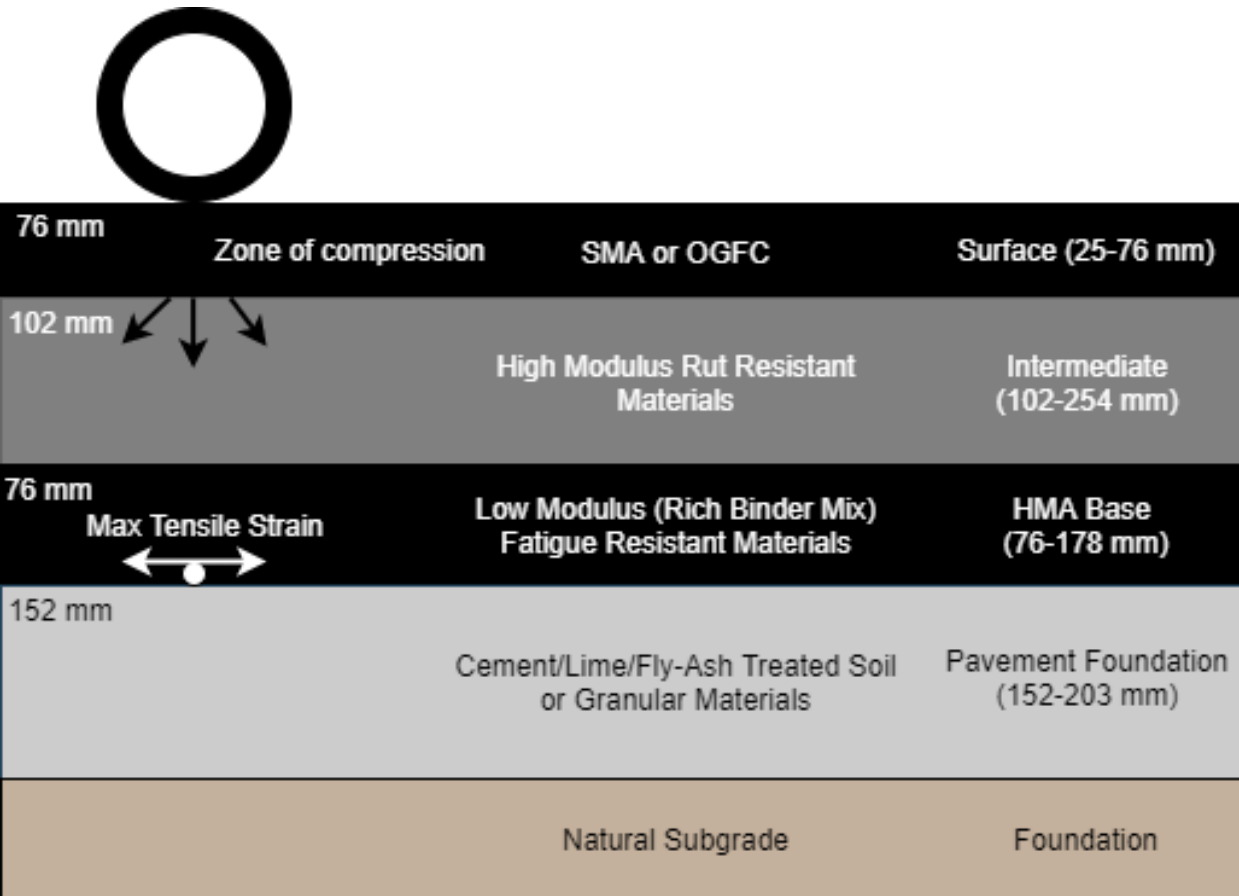 76 mm
Zone of compression
SMA or OGFC
Surface (25-76 mm)
102 mm
High Modulus Rut Resistant
Materials
Intermediate
(102-254 mm)
76 mm
Max Tensile Strain
Low Modulus (Rich Binder Mix)
Fatigue Resistant Materials
HMA Base
(76-178 mm)
152 mm
Cement/Lime/Fly-Ash Treated Soil
or Granular Materials
Pavement Foundation
(152-203 mm)
Natural Subgrade
Foundation